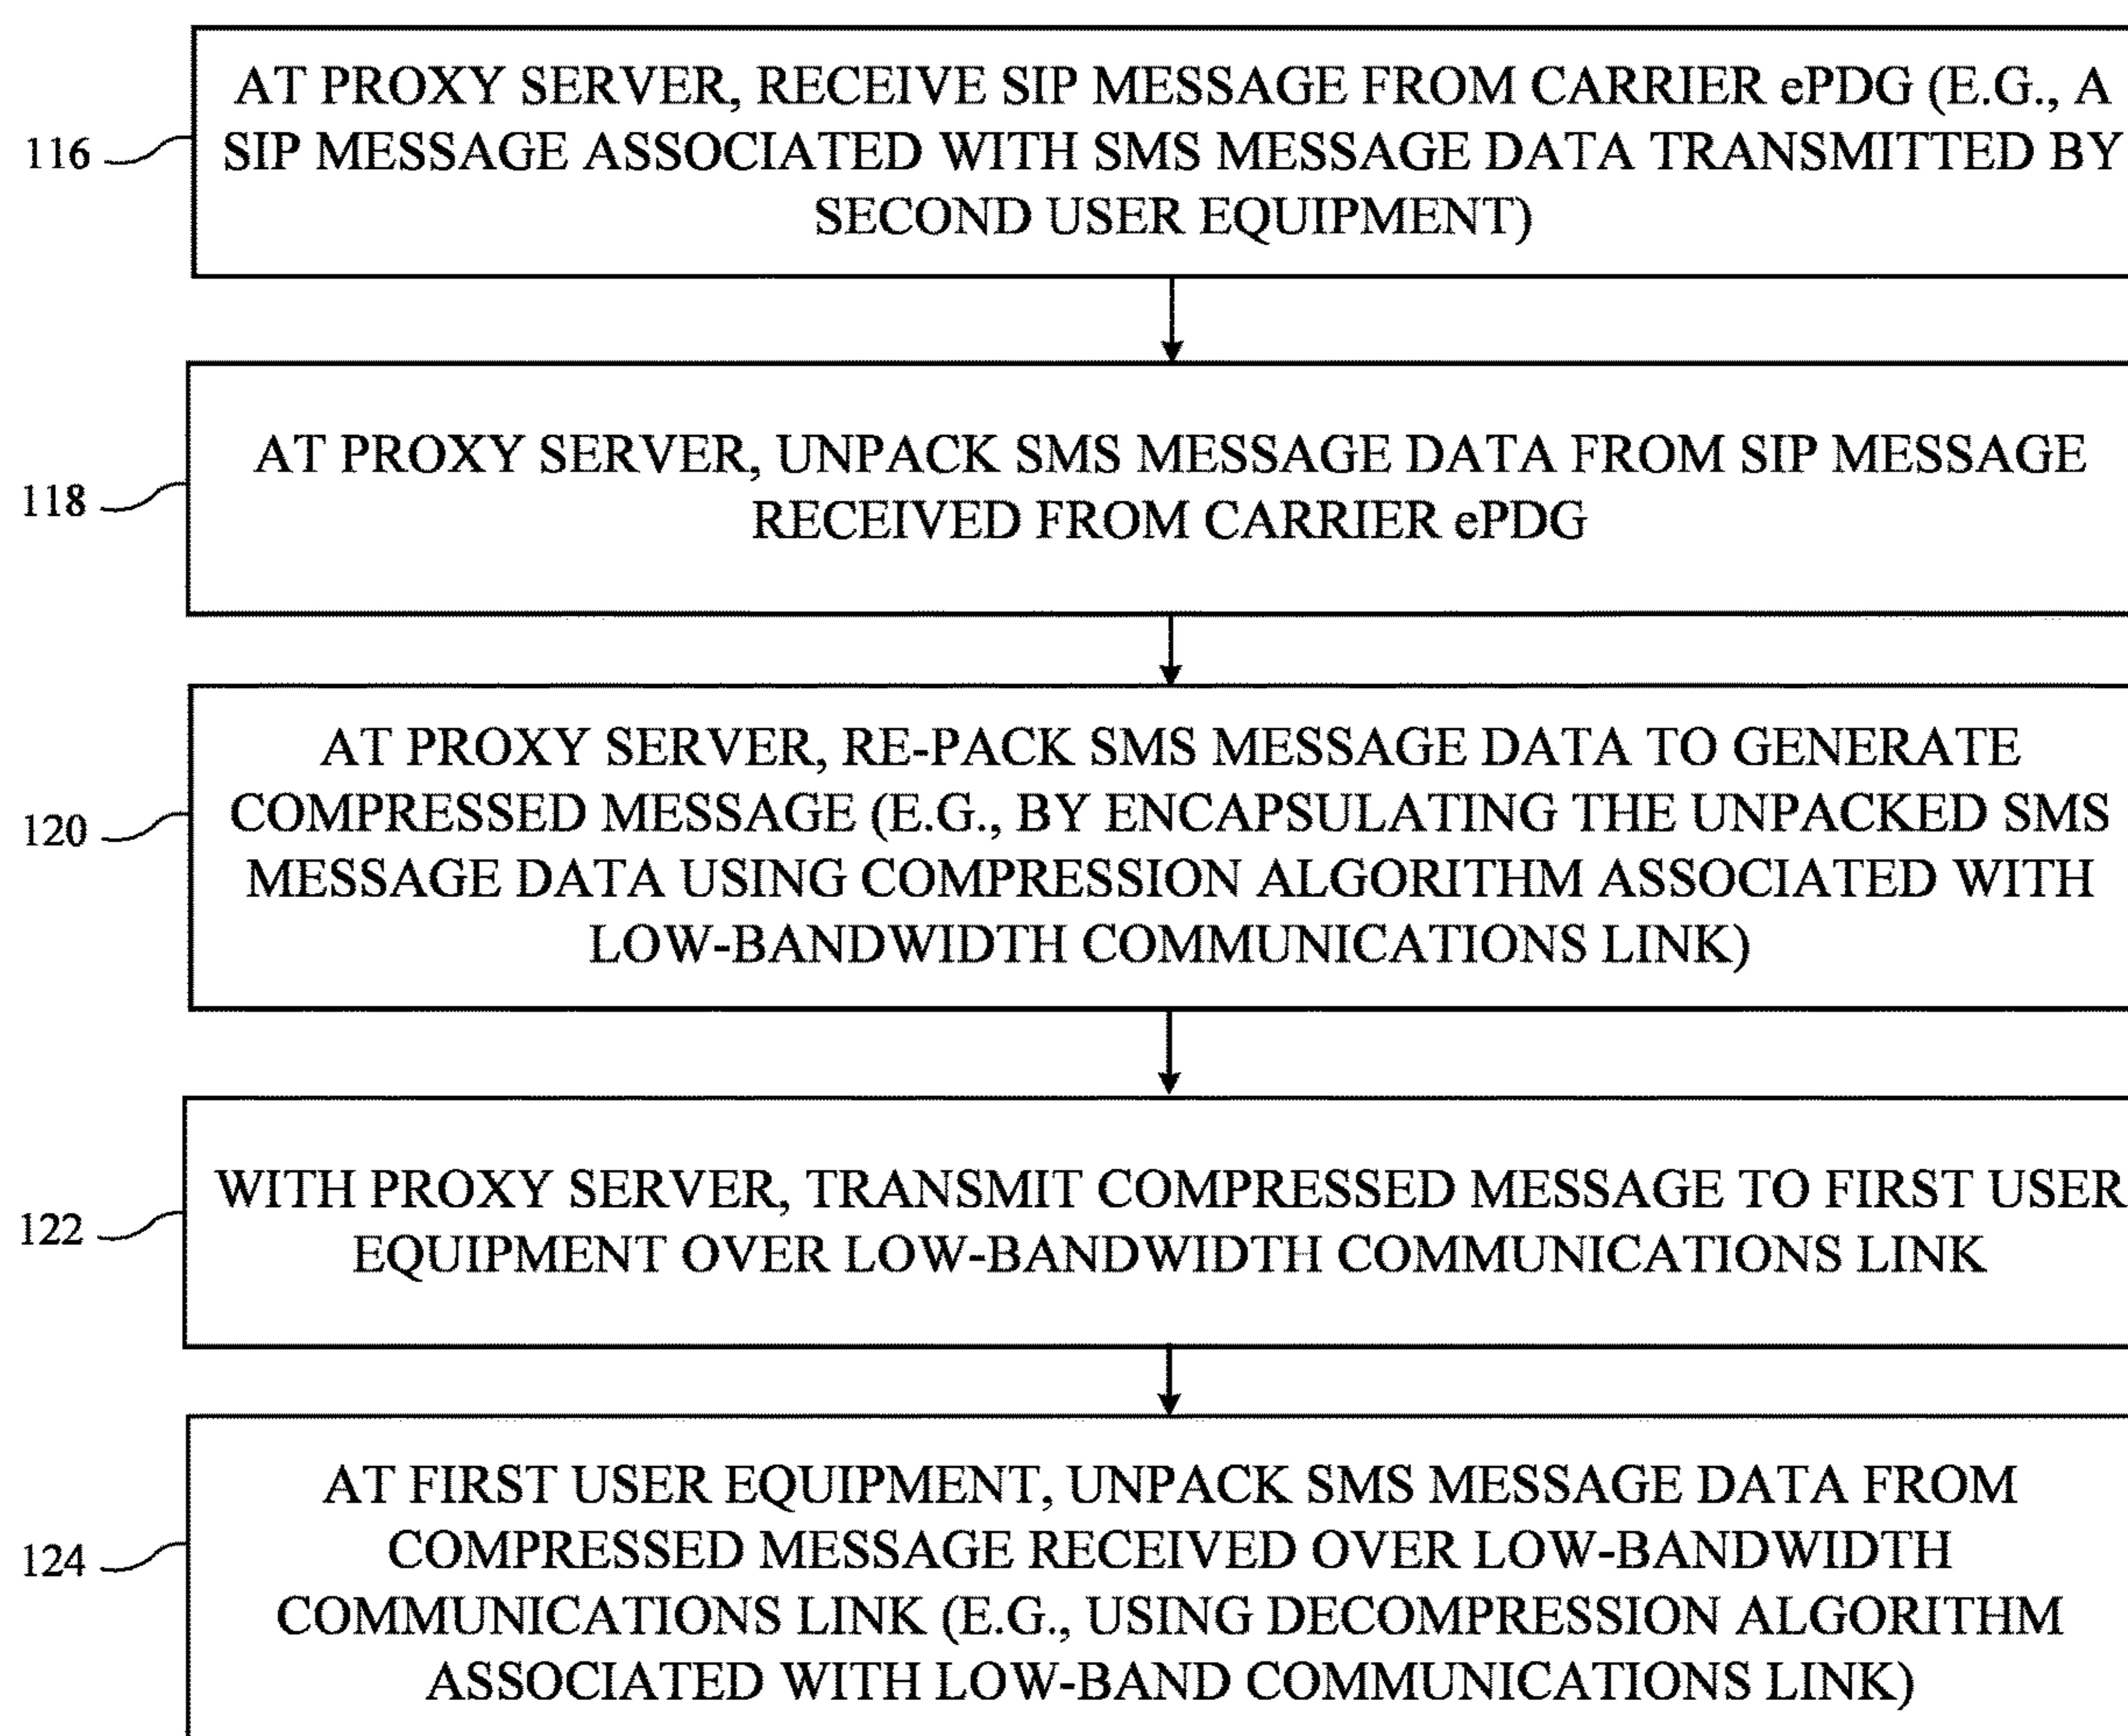 AT PROXY SERVER, RECEIVE SIP MESSAGE FROM CARRIER ePDG (E.G., A
116
SIP MESSAGE ASSOCIATED WITH SMS MESSAGE DATA TRANSMITTED BY
SECOND USER EQUIPMENT)
AT PROXY SERVER, UNPACK SMS MESSAGE DATA FROM SIP MESSAGE
118
RECEIVED FROM CARRIER ePDG
AT PROXY SERVER, RE-PACK SMS MESSAGE DATA TO GENERATE
120
COMPRESSED MESSAGE (E.G., BY ENCAPSULATING THE UNPACKED SMS
MESSAGE DATA USING COMPRESSION ALGORITHM ASSOCIATED WITH
LOW-BANDWIDTH COMMUNICATIONS LINK)
WITH PROXY SERVER, TRANSMIT COMPRESSED MESSAGE TO FIRST USER
122
EQUIPMENT OVER LOW-BANDWIDTH COMMUNICATIONS LINK
AT FIRST USER EQUIPMENT, UNPACK SMS MESSAGE DATA FROM
124
COMPRESSED MESSAGE RECEIVED OVER LOW-BANDWIDTH
COMMUNICATIONS LINK (E.G., USING DECOMPRESSION ALGORITHM
ASSOCIATED WITH LOW-BAND COMMUNICATIONS LINK)